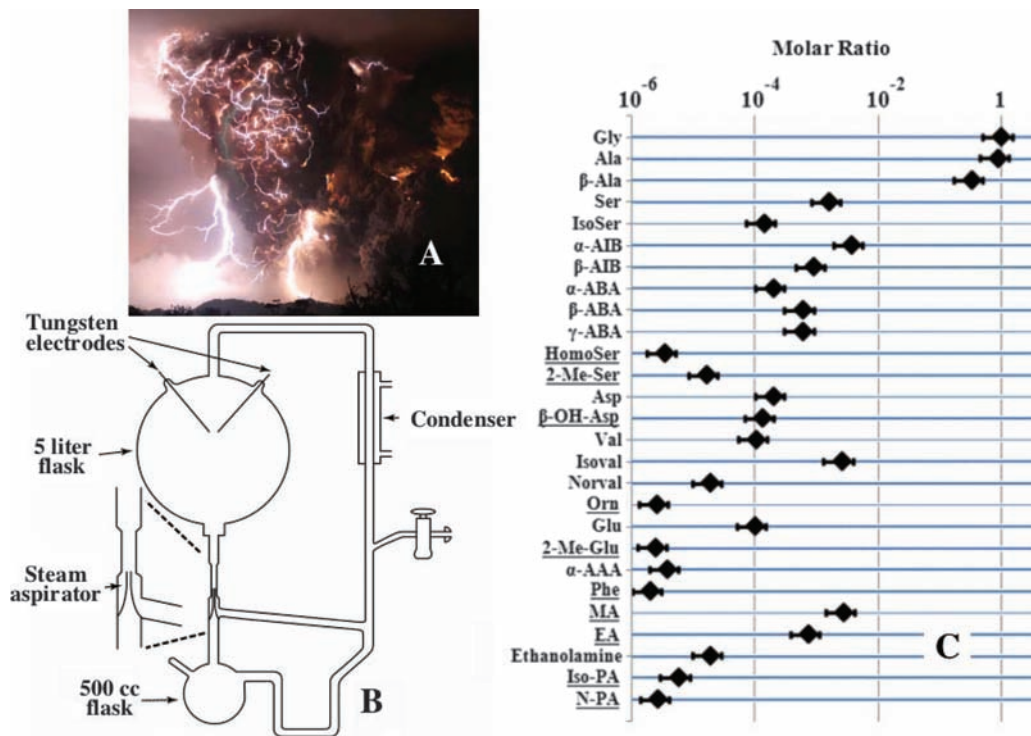 A
Tungsten
electrodes
5 liter
flask
Condenser
Steam
aspirator
500 cc
flask
B
Molar Ratio
10⁻⁶ 10⁻⁴ 10⁻² 1
Gly
Ala
β-Ala
Ser
IsoSer
α-AIB
β-AIB
α-ABA
β-ABA
γ-ABA
HomoSer
2-Me-Ser
Asp
β-OH-Asp
Val
Isoval
Norval
Orn
Glu
2-Me-Glu
α-AAA
Phe
MA
EA
Ethanolamine
Iso-PA
N-PA
C